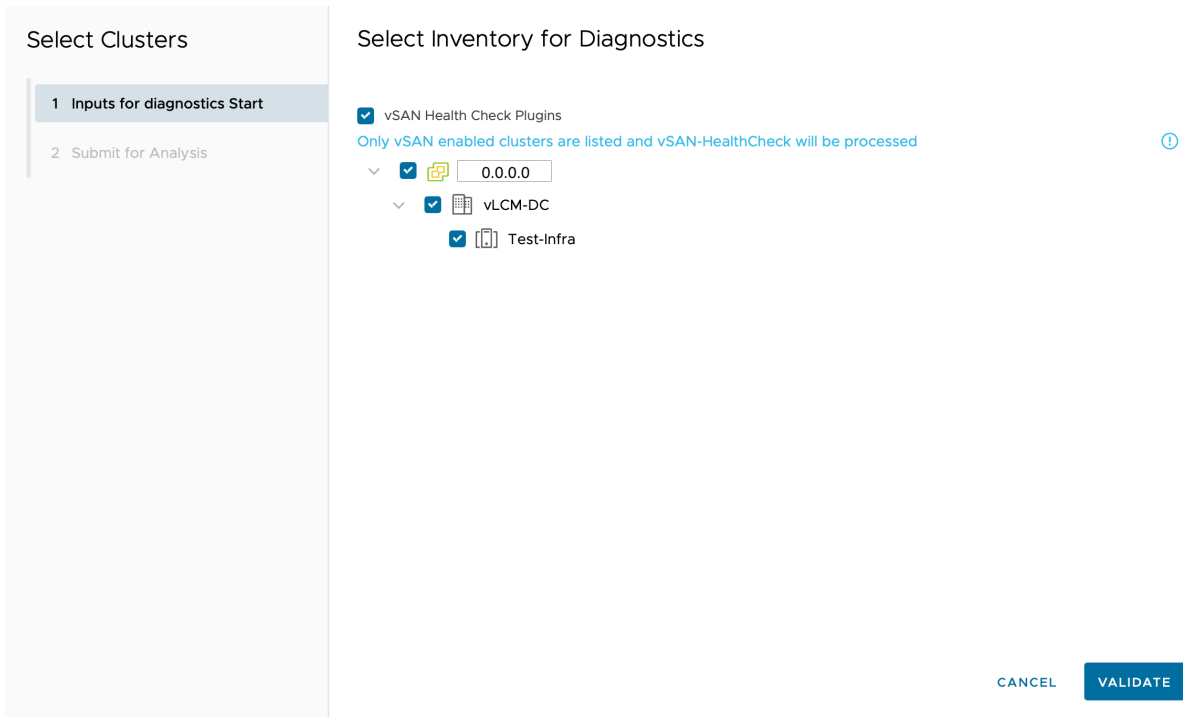 Select Clusters
1 Inputs for diagnostics Start
2 Submit for Analysis
Select Inventory for Diagnostics
vSAN Health Check Plugins
Only vSAN enabled clusters are listed and vSAN-HealthCheck will be processed
0.0.0.0
vLCM-DC
Test-Infra
CANCEL VALIDATE